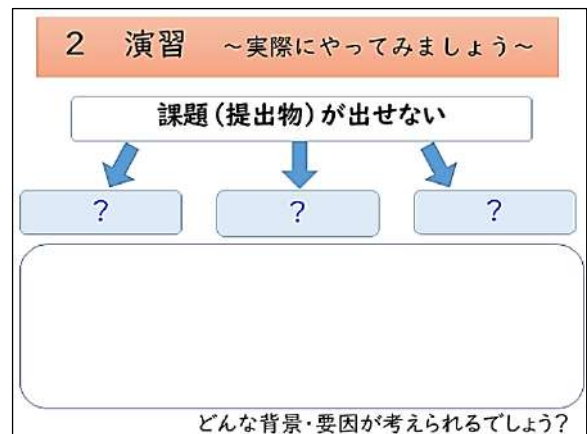 2 演習 ～実際にやってみましょう～
課題(提出物)が出せない
? ? ?
どんな背景・要因が考えられるでしょう?